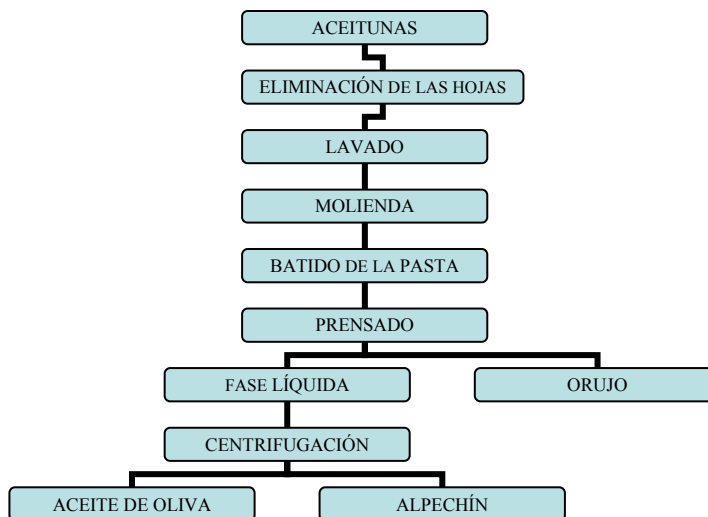 ACEITUNAS
ELIMINACIÓN DE LAS HOJAS
LAVADO
MOLIENDA
BATIDO DE LA PASTA
PRENSADO
FASE LÍQUIDA
ORUJO
CENTRIFUGACIÓN
ACEITE DE OLIVA
ALPECHÍN